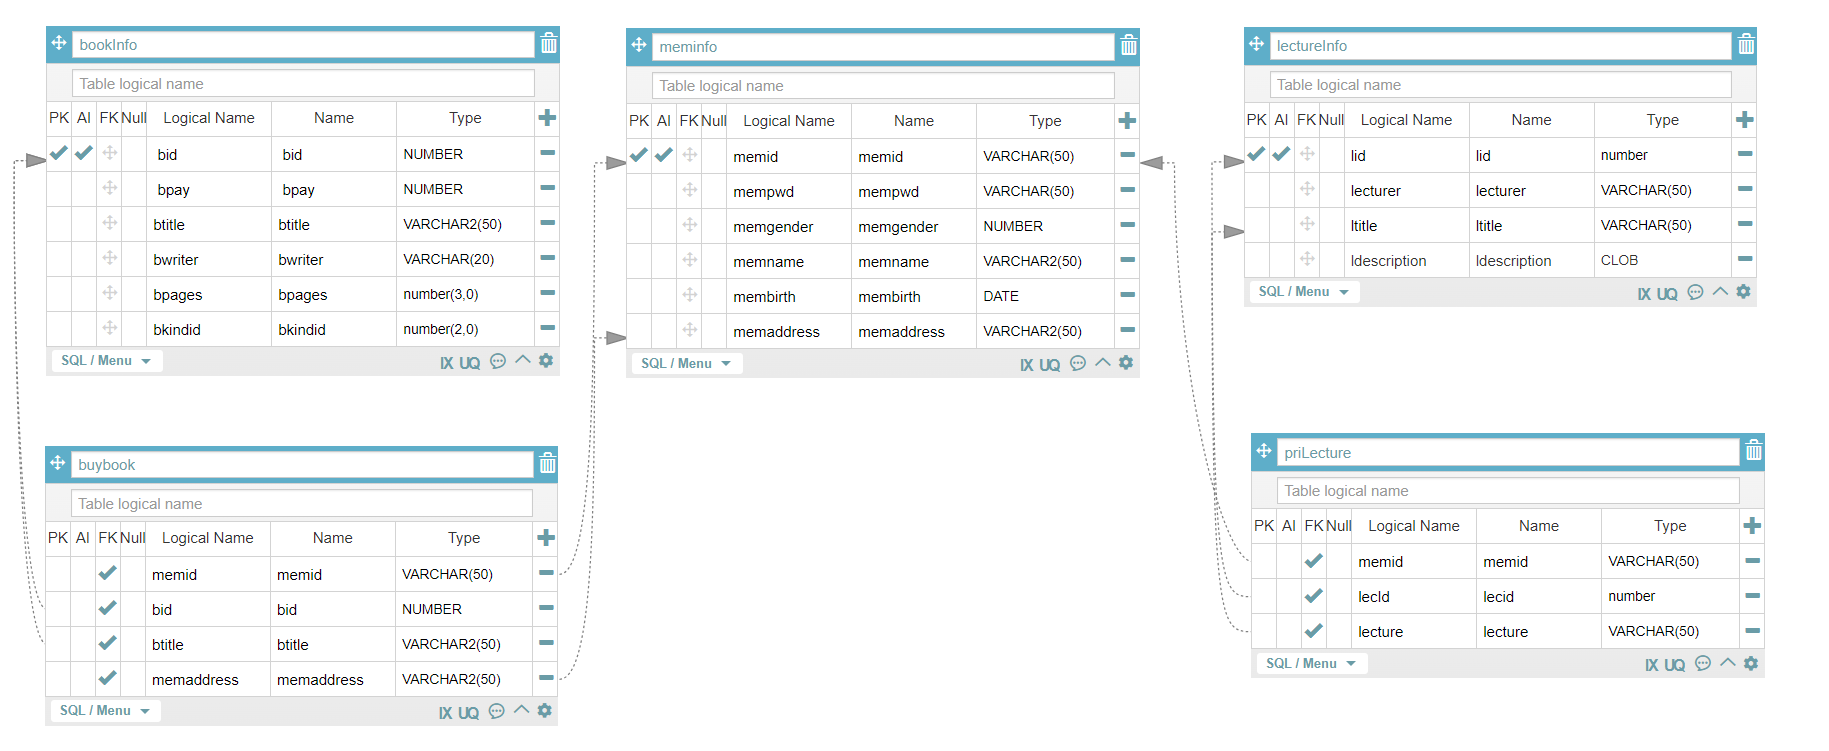 bookInfo
Table logical name
PK AI FK Null Logical Name Name Type
bid bid NUMBER
bpay bpay NUMBER
btitle btitle VARCHAR2(50)
bwriter bwriter VARCHAR(20)
bpages bpages number(3,0)
bkindid bkindid number(2,0)
SQL / Menu IX UQ
meminfo
Table logical name
PK AI FK Null Logical Name Name Type
memid memid VARCHAR(50)
mempwd mempwd VARCHAR(50)
memgender memgender NUMBER
memname memname VARCHAR2(50)
membirth membirth DATE
memaddress memaddress VARCHAR2(50)
SQL / Menu IX UQ
lectureInfo
Table logical name
PK AI FK Null Logical Name Name Type
lid lid number
lecturer lecturer VARCHAR(50)
ltitle ltitle VARCHAR(50)
ldescription ldescription CLOB
SQL / Menu IX UQ
buybook
Table logical name
PK AI FK Null Logical Name Name Type
memid memid VARCHAR(50)
bid bid NUMBER
btitle btitle VARCHAR2(50)
memaddress memaddress VARCHAR2(50)
SQL / Menu IX UQ
priLecture
Table logical name
PK AI FK Null Logical Name Name Type
memid memid VARCHAR(50)
lecId lecid number
lecture lecture VARCHAR(50)
SQL / Menu IX UQ